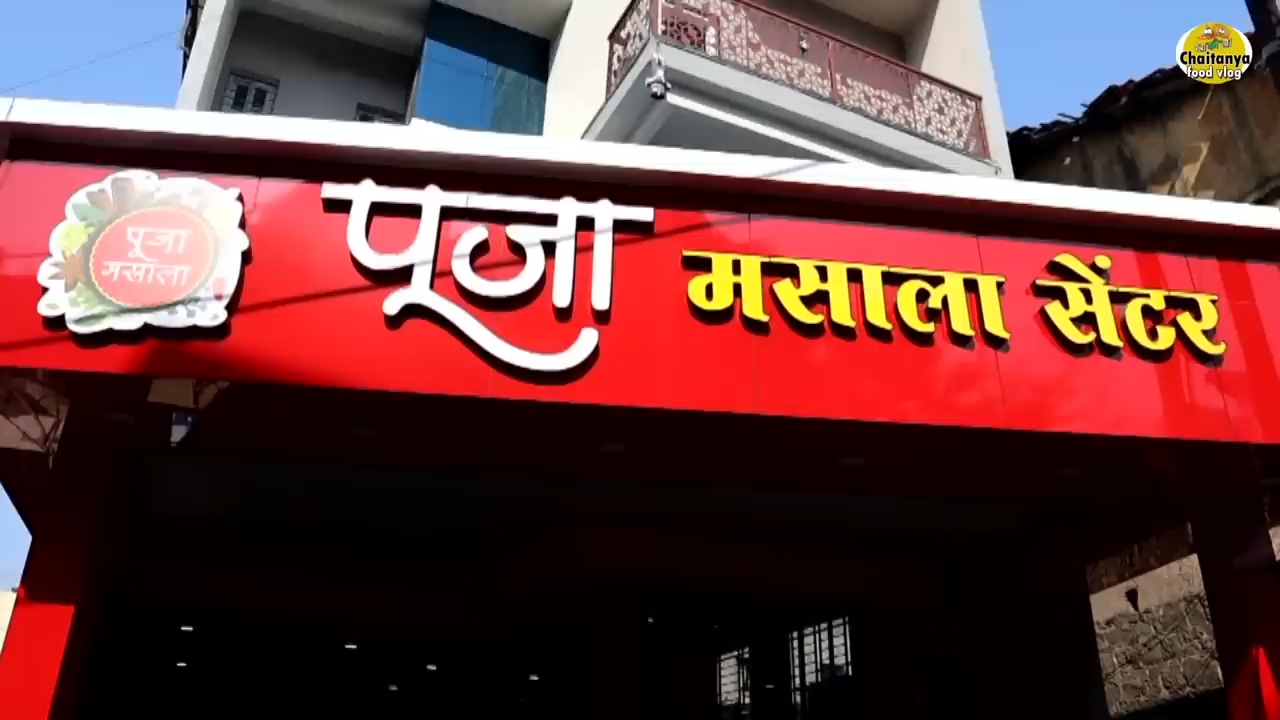 पूजा मसाला सेंटर
पूजा
मसाला
Chaitanya
food vlog